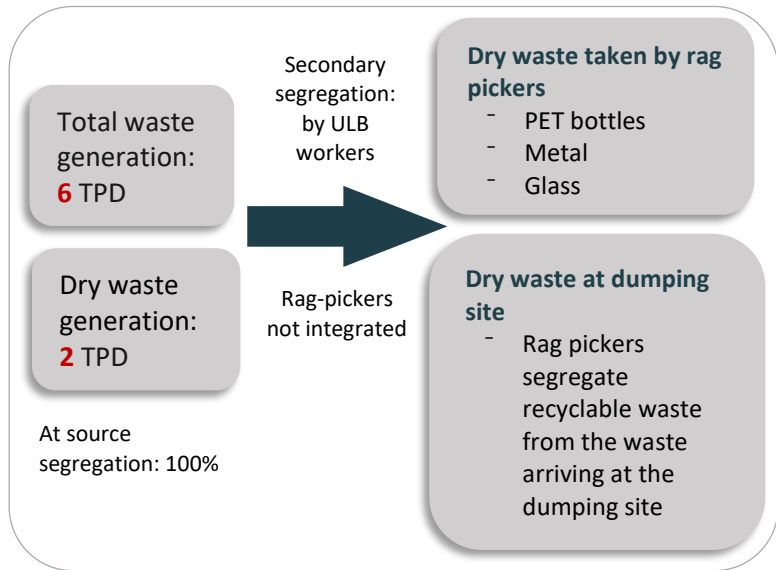 Total waste
generation:
6 TPD
Dry waste
generation:
2 TPD
At source
segregation: 100%
Secondary
segregation:
by ULB
workers
Rag-pickers
not integrated
Dry waste taken by rag
pickers
- PET bottles
- Metal
- Glass
Dry waste at dumping
site
- Rag pickers
segregate
recyclable waste
from the waste
arriving at the
dumping site